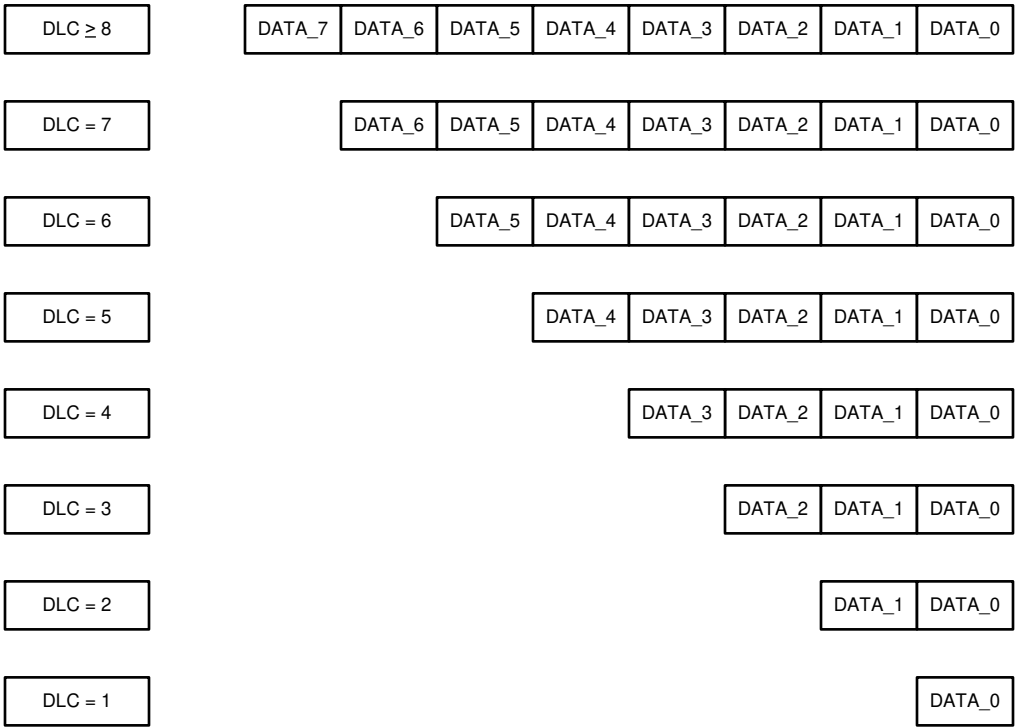 DLC ≥ 8 DATA_7 DATA_6 DATA_5 DATA_4 DATA_3 DATA_2 DATA_1 DATA_0
DLC = 7 DATA_6 DATA_5 DATA_4 DATA_3 DATA_2 DATA_1 DATA_0
DLC = 6 DATA_5 DATA_4 DATA_3 DATA_2 DATA_1 DATA_0
DLC = 5 DATA_4 DATA_3 DATA_2 DATA_1 DATA_0
DLC = 4 DATA_3 DATA_2 DATA_1 DATA_0
DLC = 3 DATA_2 DATA_1 DATA_0
DLC = 2 DATA_1 DATA_0
DLC = 1 DATA_0